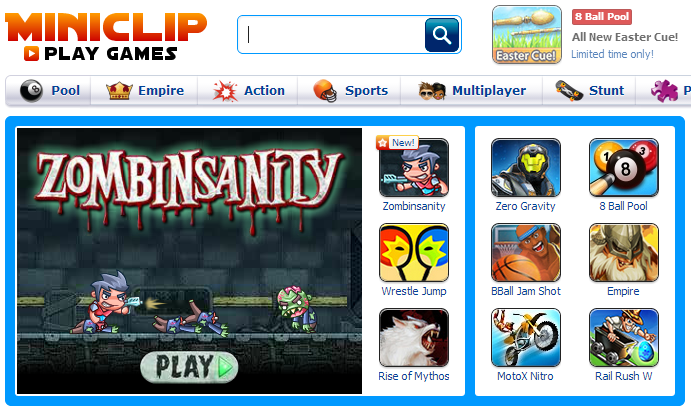 MINICLIP
PLAY GAMES
Easter Cue!
8 Ball Pool
All New Easter Cue!
Limited time only!
Pool
Empire
Action
Sports
Multiplayer
Stunt
P
ZOMBINSANITY
PLAY
New!
Zombinsanity
Zero Gravity
1
8
3
8 Ball Pool
Wrestle Jump
BBall Jam Shot
Empire
Rise of Mythos
MotoX Nitro
Rail Rush W